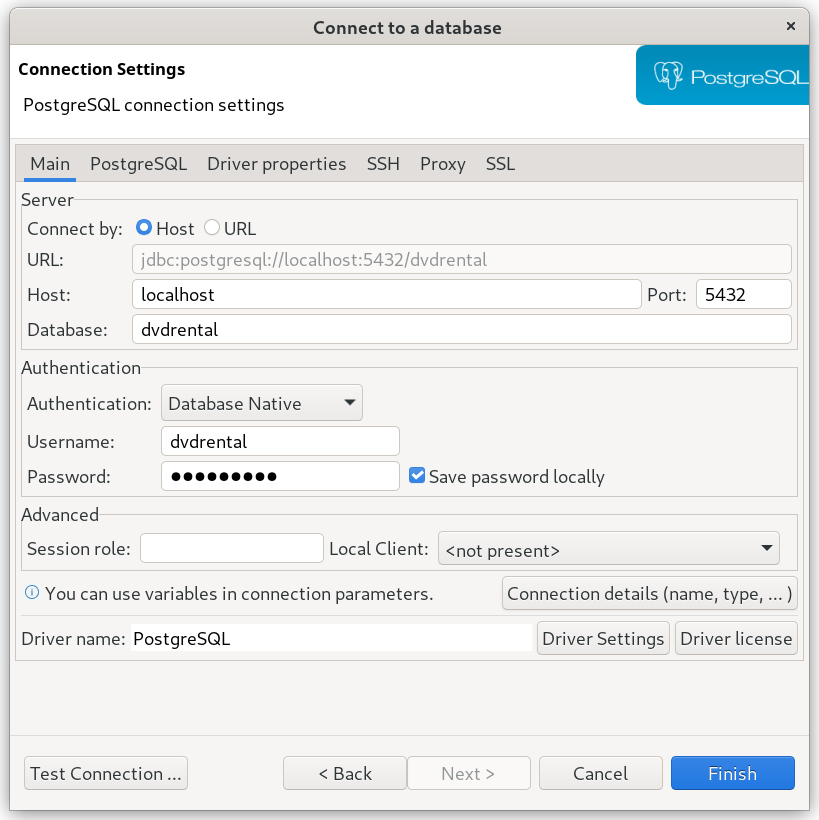 Connect to a database
Connection Settings
PostgreSQL connection settings
PostgreSQL
Main PostgreSQL Driver properties SSH Proxy SSL
Server
Connect by: Host URL
URL: jdbc:postgresql://localhost:5432/dvdrental
Host: localhost Port: 5432
Database: dvdrental
Authentication
Authentication: Database Native
Username: dvdrental
Password: ●●●●●●●●● Save password locally
Advanced
Session role: Local Client: <not present>
You can use variables in connection parameters. Connection details (name, type, ... )
Driver name: PostgreSQL Driver Settings Driver license
Test Connection ... < Back Next > Cancel Finish